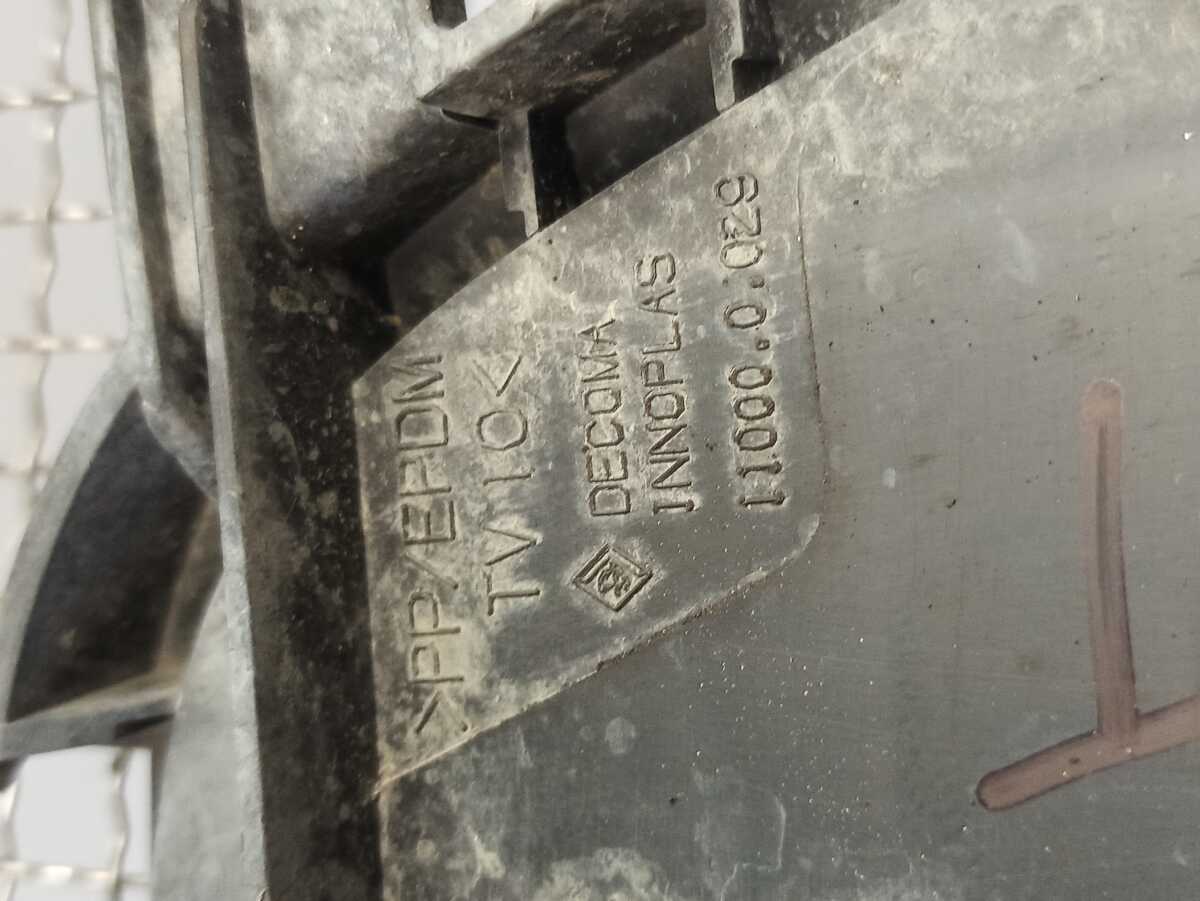 >PP/EPDM
TV10<
DECOMA
INNOPLAS
11000.0.029